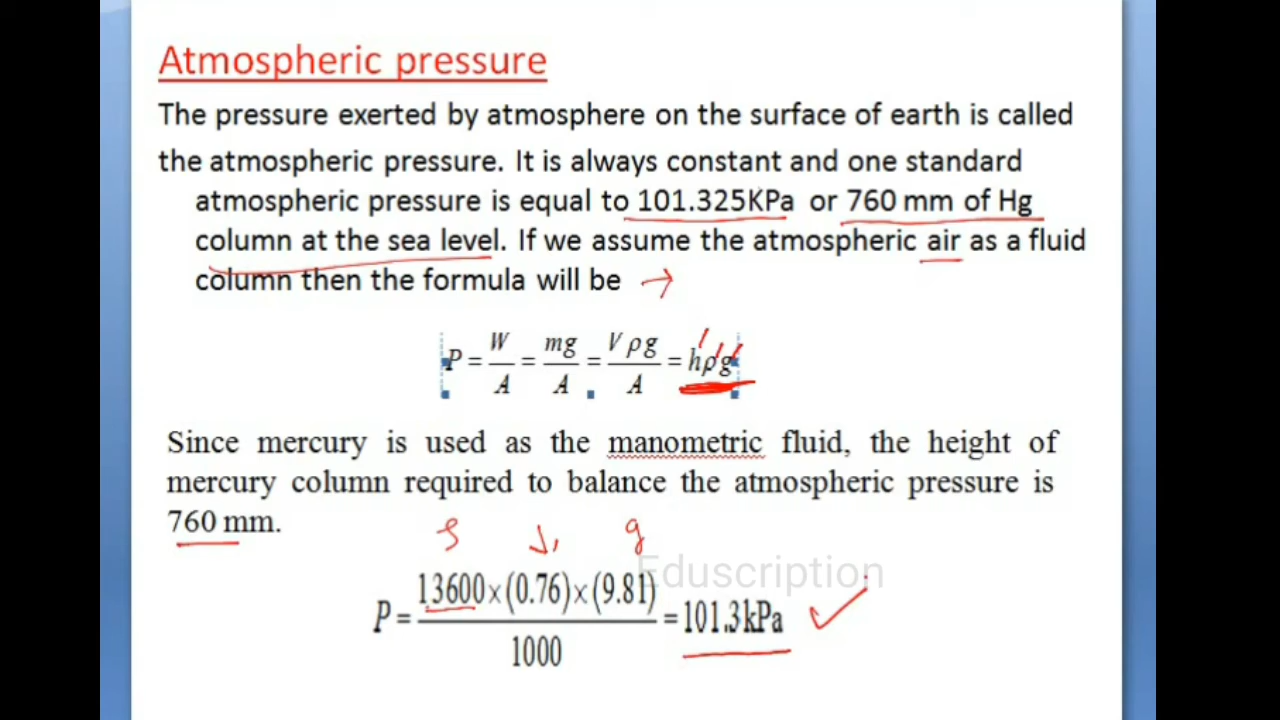 Atmospheric pressure
The pressure exerted by atmosphere on the surface of earth is called
the atmospheric pressure. It is always constant and one standard
atmospheric pressure is equal to 101.325KPa or 760 mm of Hg
column at the sea level. If we assume the atmospheric air as a fluid
column then the formula will be →
P = W/A = mg/A = Vρg/A = hρg
Since mercury is used as the manometric fluid, the height of
mercury column required to balance the atmospheric pressure is
760 mm.
g
Eduscription
P = 13600×(0.76)×(9.81)/1000 = 101.3kPa